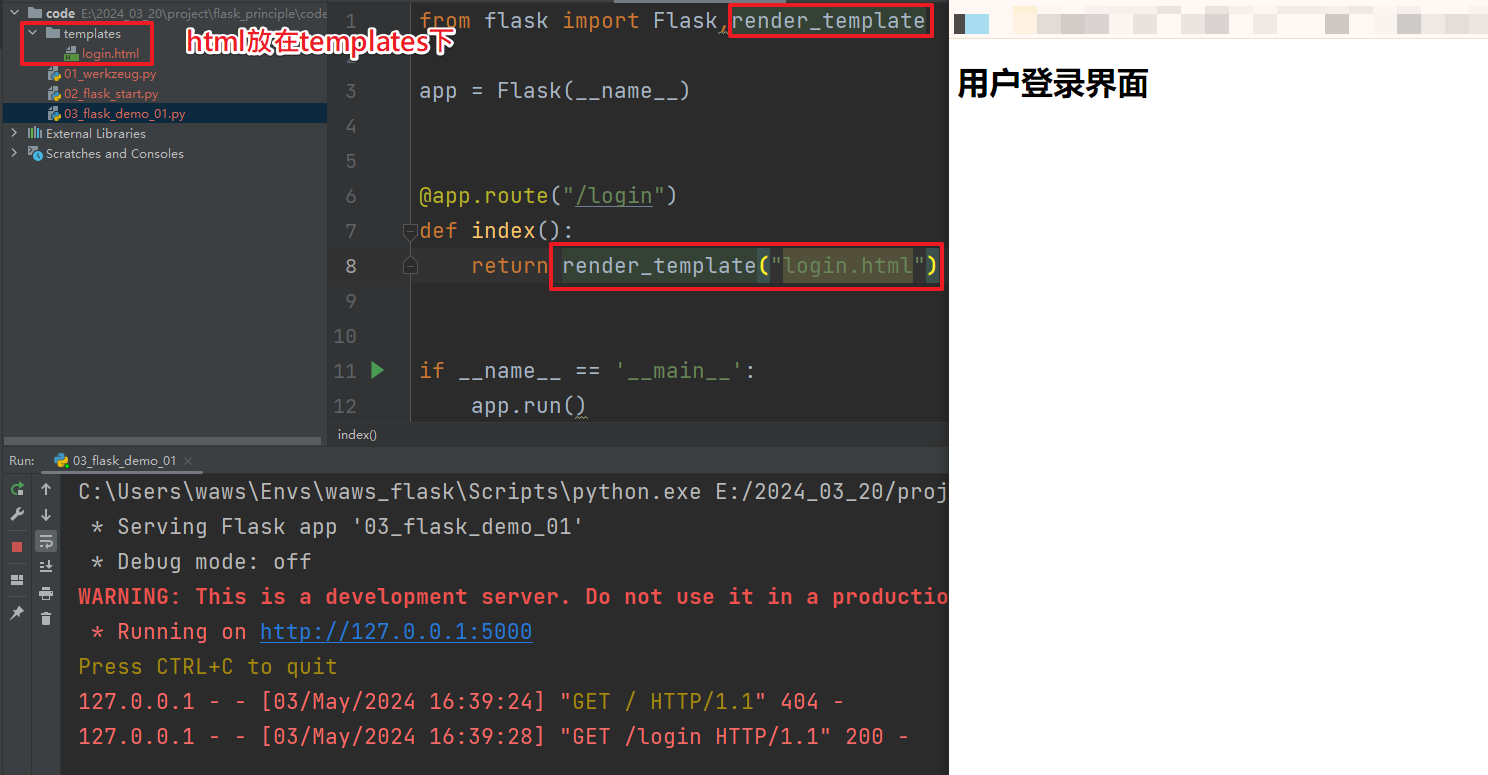 code E:\2024_03_20\project\flask_principle\code
templates
login.html
01_werkzeug.py
02_flask_start.py
03_flask_demo_01.py
External Libraries
Scratches and Consoles
html放在templates下
1 from flask import Flask,render_template
2
3 app = Flask(__name__)
4
5
6 @app.route("/login")
7 def index():
8 return render_template("login.html")
9
10
11 if __name__ == '__main__':
12 app.run()
index()
用户登录界面
Run: 03_flask_demo_01
C:\Users\waws\Envs\waws_flask\Scripts\python.exe E:/2024_03_20/proj
* Serving Flask app '03_flask_demo_01'
* Debug mode: off
WARNING: This is a development server. Do not use it in a productio
* Running on http://127.0.0.1:5000
Press CTRL+C to quit
127.0.0.1 - - [03/May/2024 16:39:24] "GET / HTTP/1.1" 404 -
127.0.0.1 - - [03/May/2024 16:39:28] "GET /login HTTP/1.1" 200 -